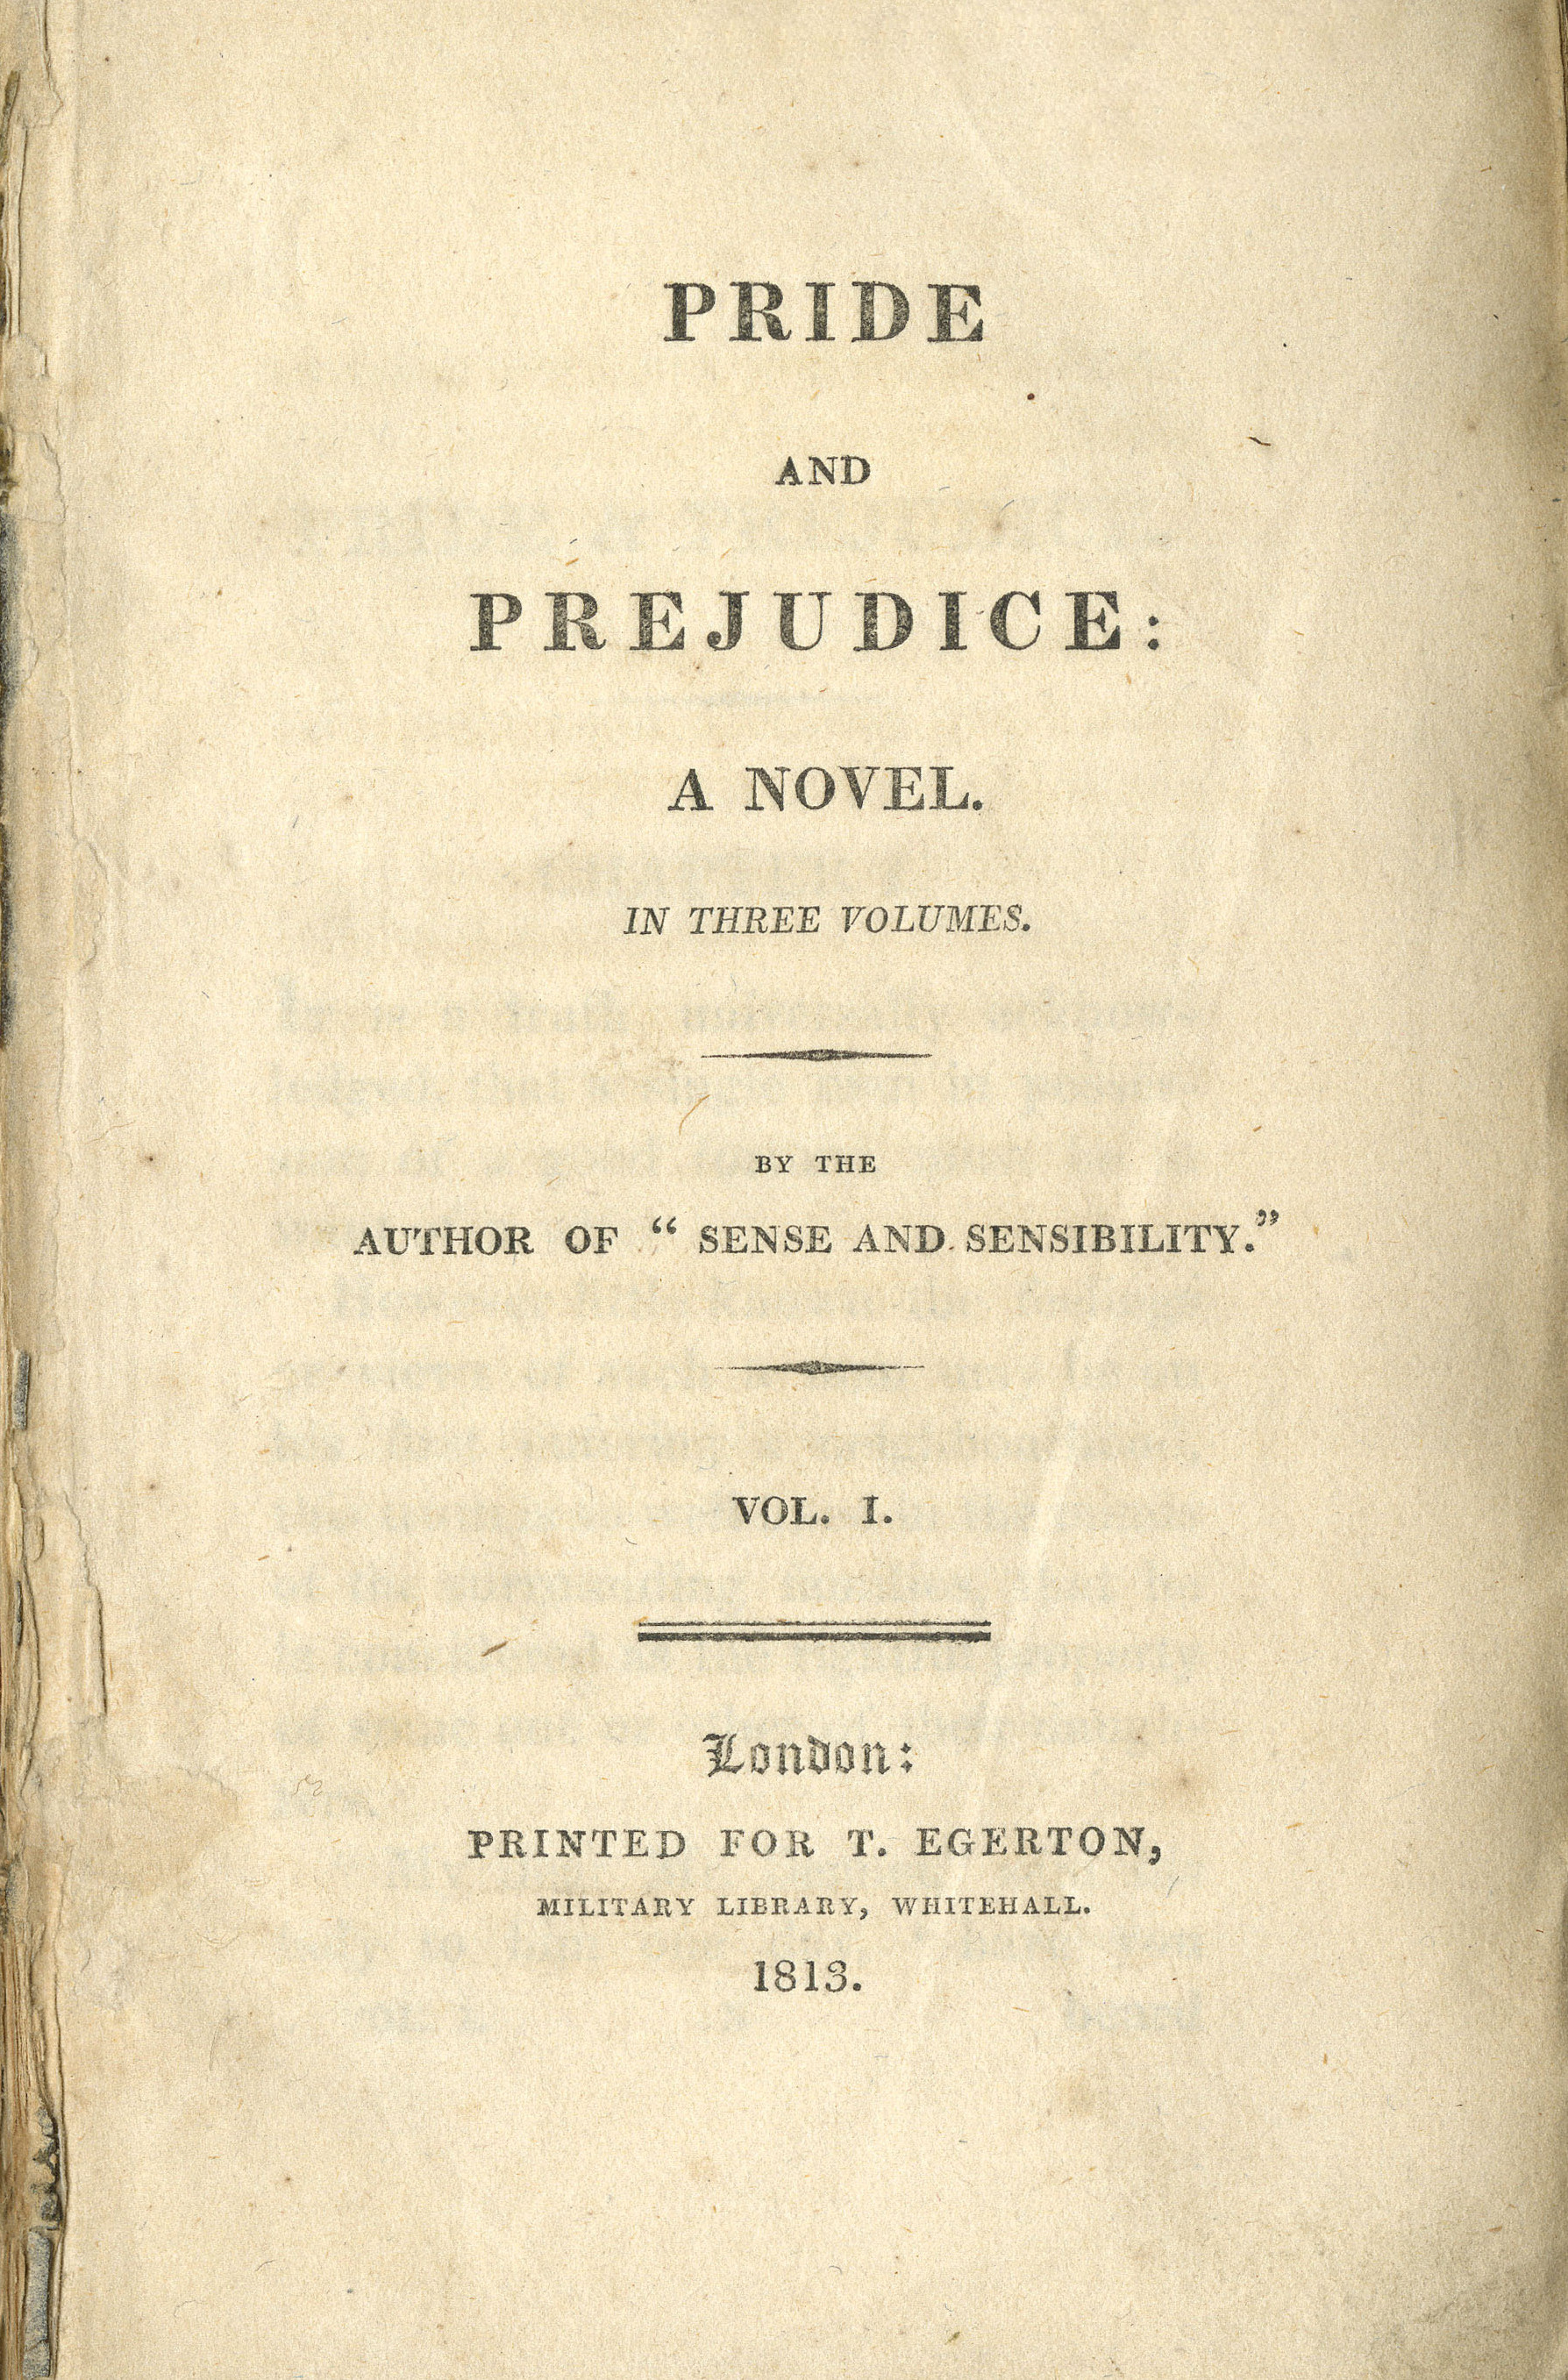 PRIDE
AND
PREJUDICE:
A NOVEL.
IN THREE VOLUMES.
BY THE
AUTHOR OF “ SENSE AND SENSIBILITY.”
VOL. I.
London:
PRINTED FOR T. EGERTON,
MILITARY LIBRARY, WHITEHALL.
1813.